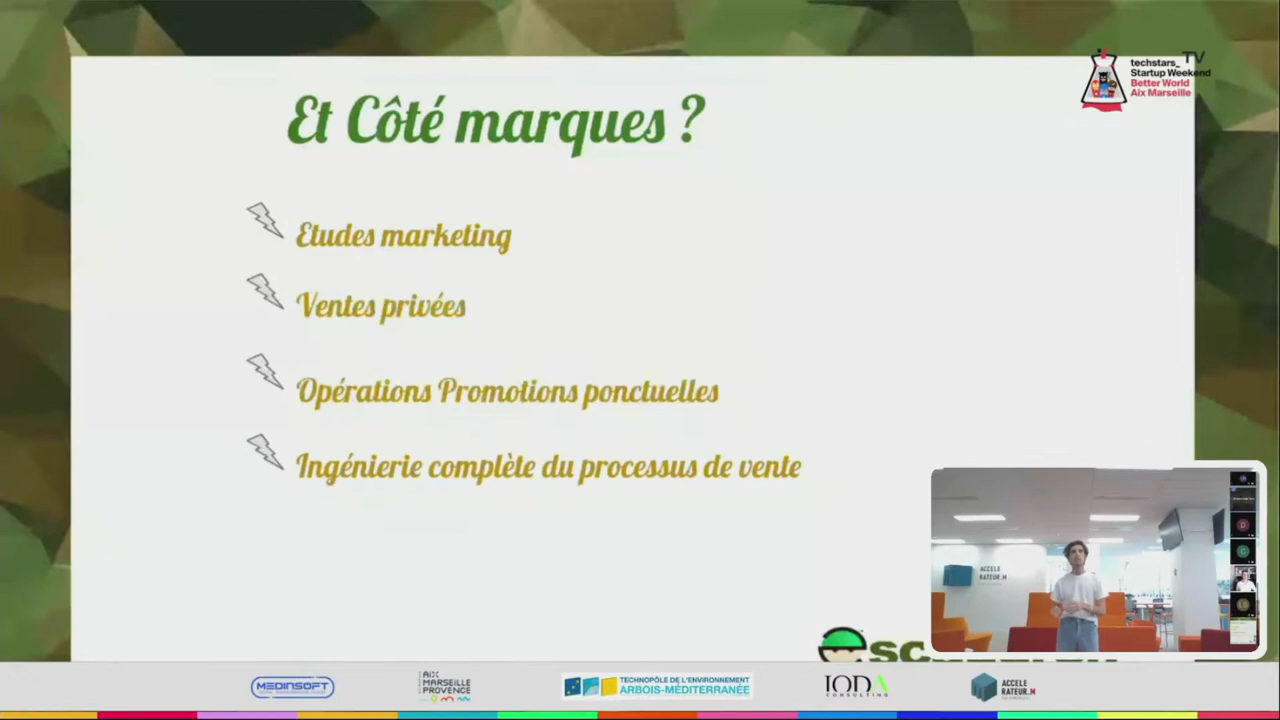 Et Côté marques ?
TV
techstars_
Startup Weekend
Better World
Aix Marseille
Etudes marketing
Ventes privées
Opérations Promotions ponctuelles
Ingénierie complète du processus de vente
ACCELE
RATEUR.M
MEDINSOFT
AIX
MARSEILLE
PROVENCE
TECHNOPÔLE DE L'ENVIRONNEMENT
ARBOIS-MÉDITERRANÉE
IODA
CONSULTING
ACCELE
RATEUR.M